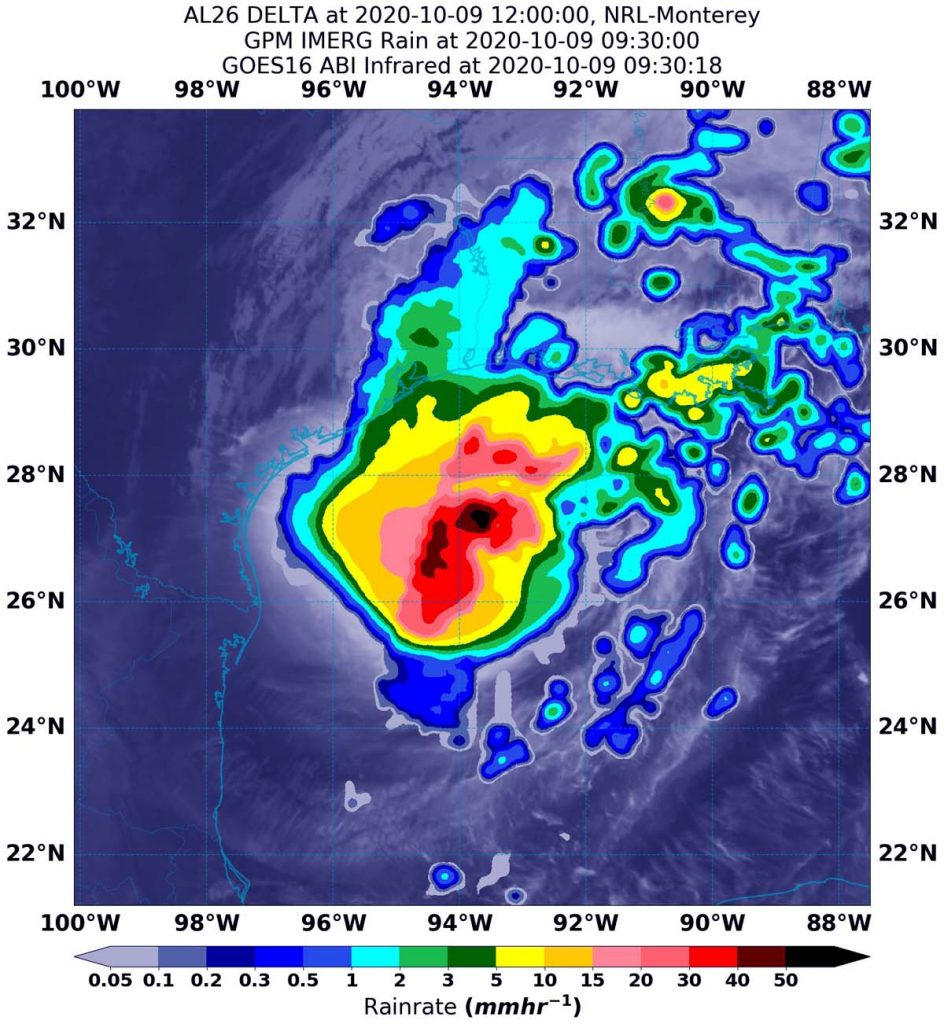 AL26 DELTA at 2020-10-09 12:00:00, NRL-Monterey
GPM IMERG Rain at 2020-10-09 09:30:00
GOES16 ABI Infrared at 2020-10-09 09:30:18
100°W 98°W 96°W 94°W 92°W 90°W 88°W
32°N 32°N
30°N 30°N
28°N 28°N
26°N 26°N
24°N 24°N
22°N 22°N
100°W 98°W 96°W 94°W 92°W 90°W 88°W
0.05 0.1 0.2 0.3 0.5 1 2 3 5 10 15 20 30 40 50
Rainrate (mmhr⁻¹)